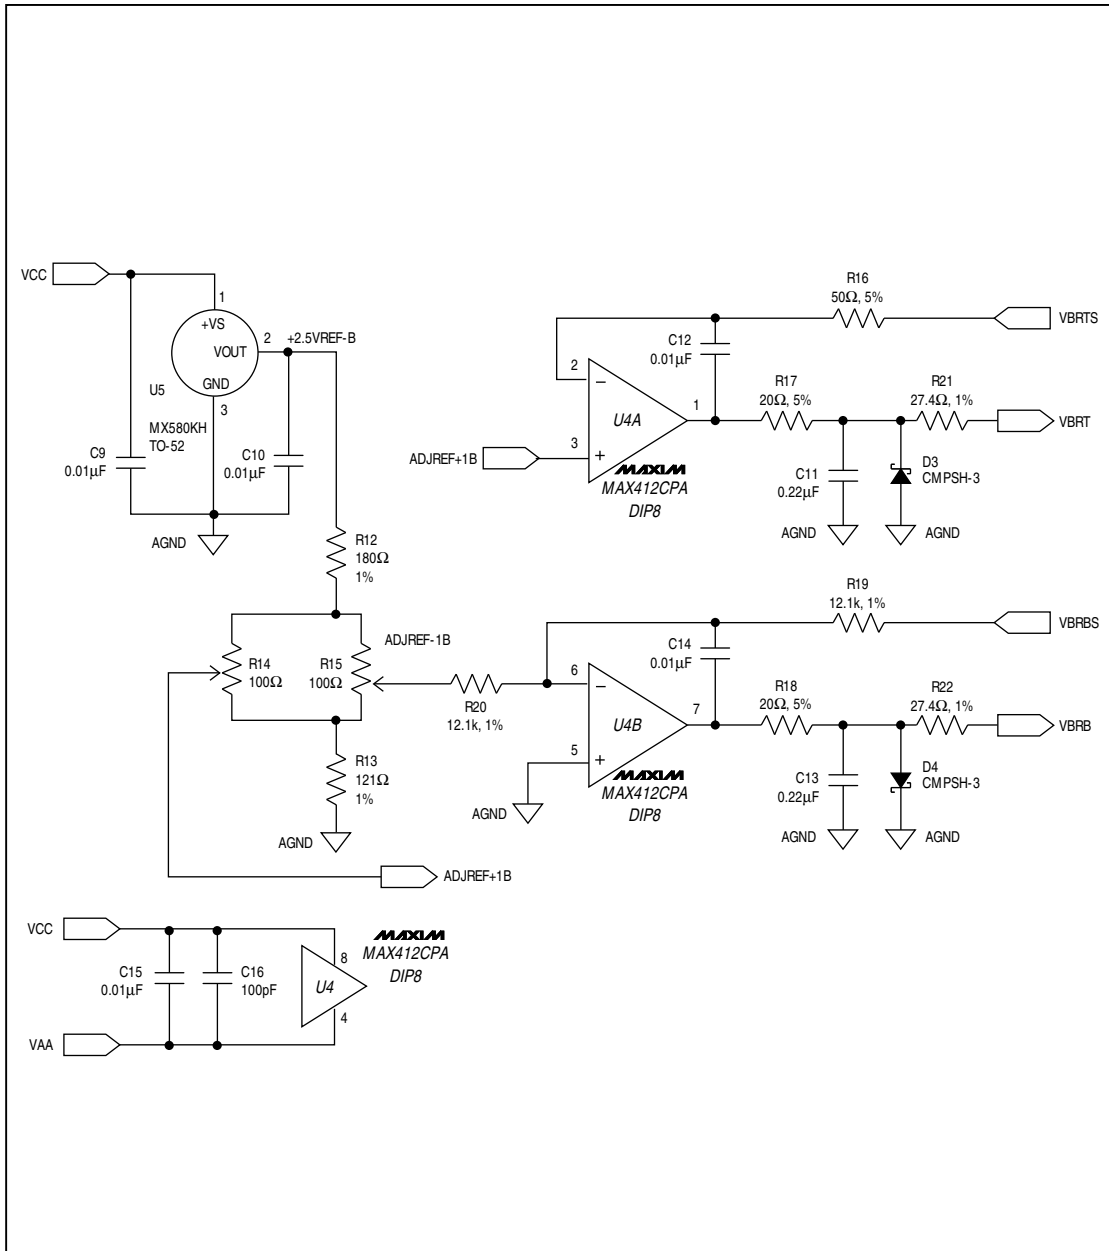 VCC
1
+VS
VOUT
2
+2.5VREF-B
GND
3
U5
MX580KH
TO-52
C9
0.01µF
C10
0.01µF
AGND
R12
180Ω
1%
R14
100Ω
R15
100Ω
ADJREF-1B
R13
121Ω
1%
AGND
ADJREF+1B
R20
12.1k, 1%
R16
50Ω, 5%
VBRTS
C12
0.01µF
2
−
U4A
1
3
+
ADJREF+1B
MAXIM
MAX412CPA
DIP8
R17
20Ω, 5%
R21
27.4Ω, 1%
VBRT
C11
0.22µF
D3
CMPSH-3
AGND
AGND
R19
12.1k, 1%
VBRBS
C14
0.01µF
6
−
U4B
7
5
+
AGND
MAXIM
MAX412CPA
DIP8
R18
20Ω, 5%
R22
27.4Ω, 1%
VBRB
C13
0.22µF
D4
CMPSH-3
AGND
AGND
VCC
C15
0.01µF
C16
100pF
8
U4
4
MAXIM
MAX412CPA
DIP8
VAA